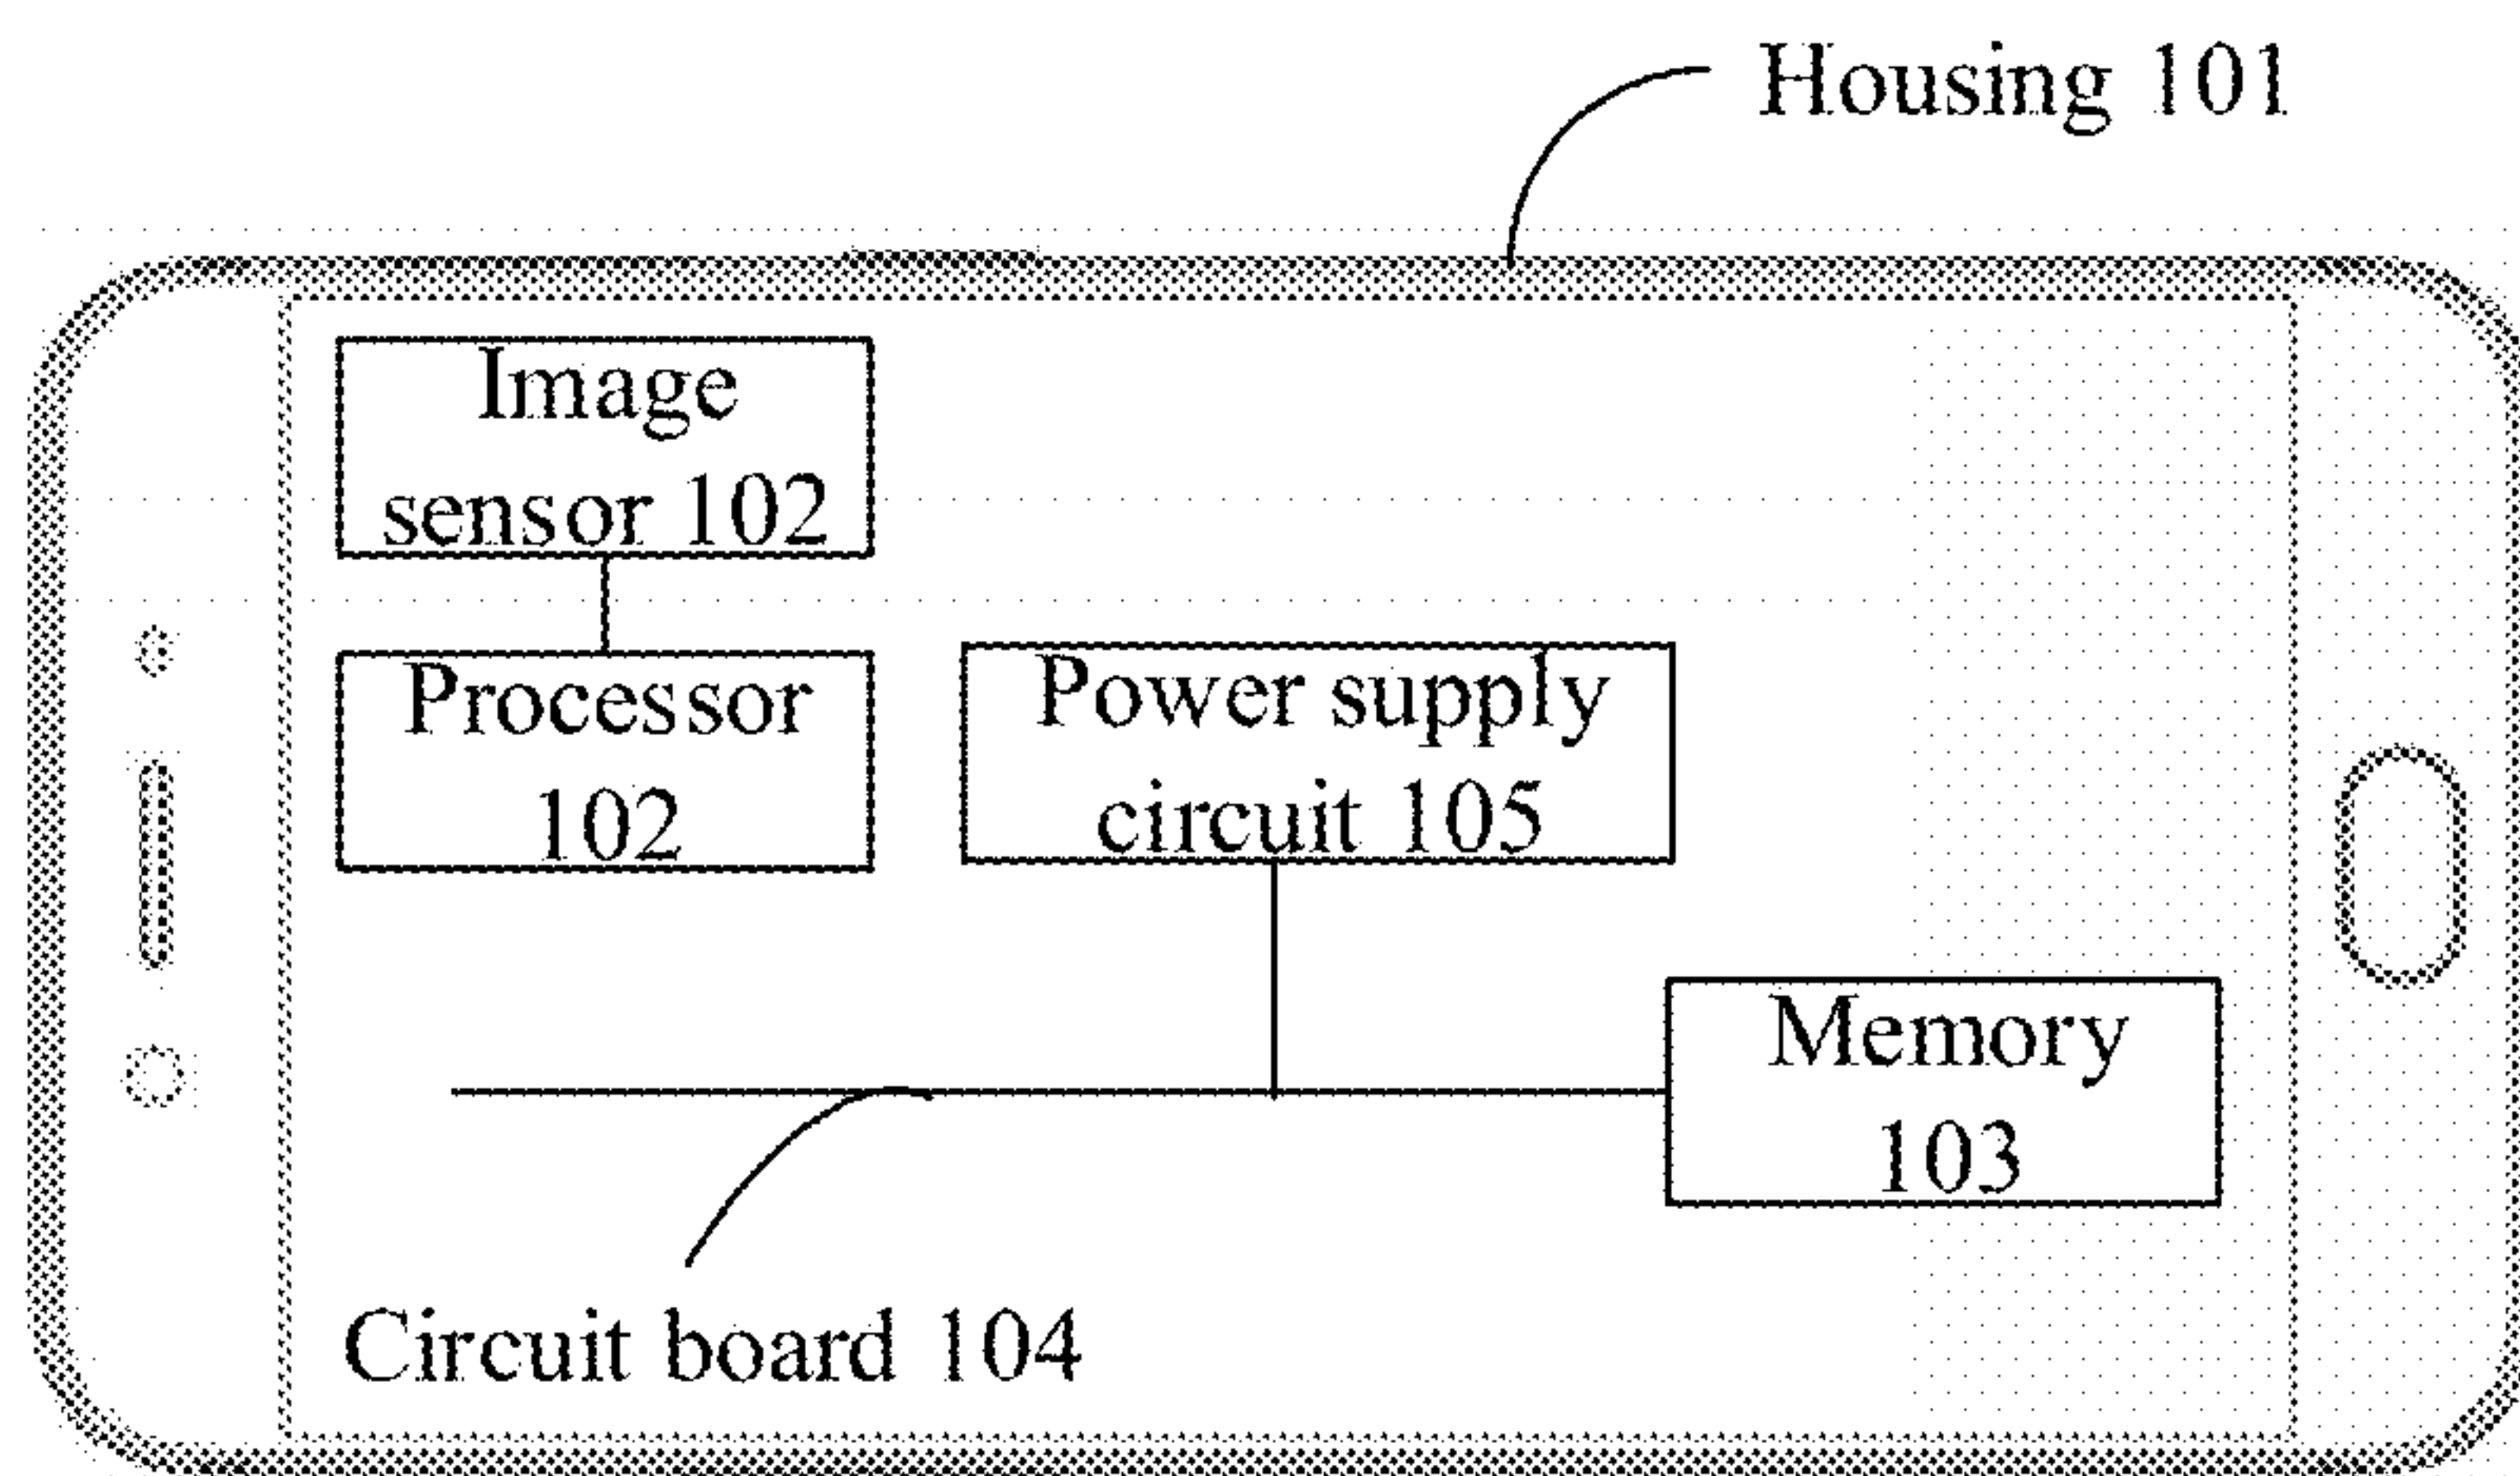 Housing 101
Image
sensor 102
Processor
102
Power supply
circuit 105
Memory
103
Circuit board 104